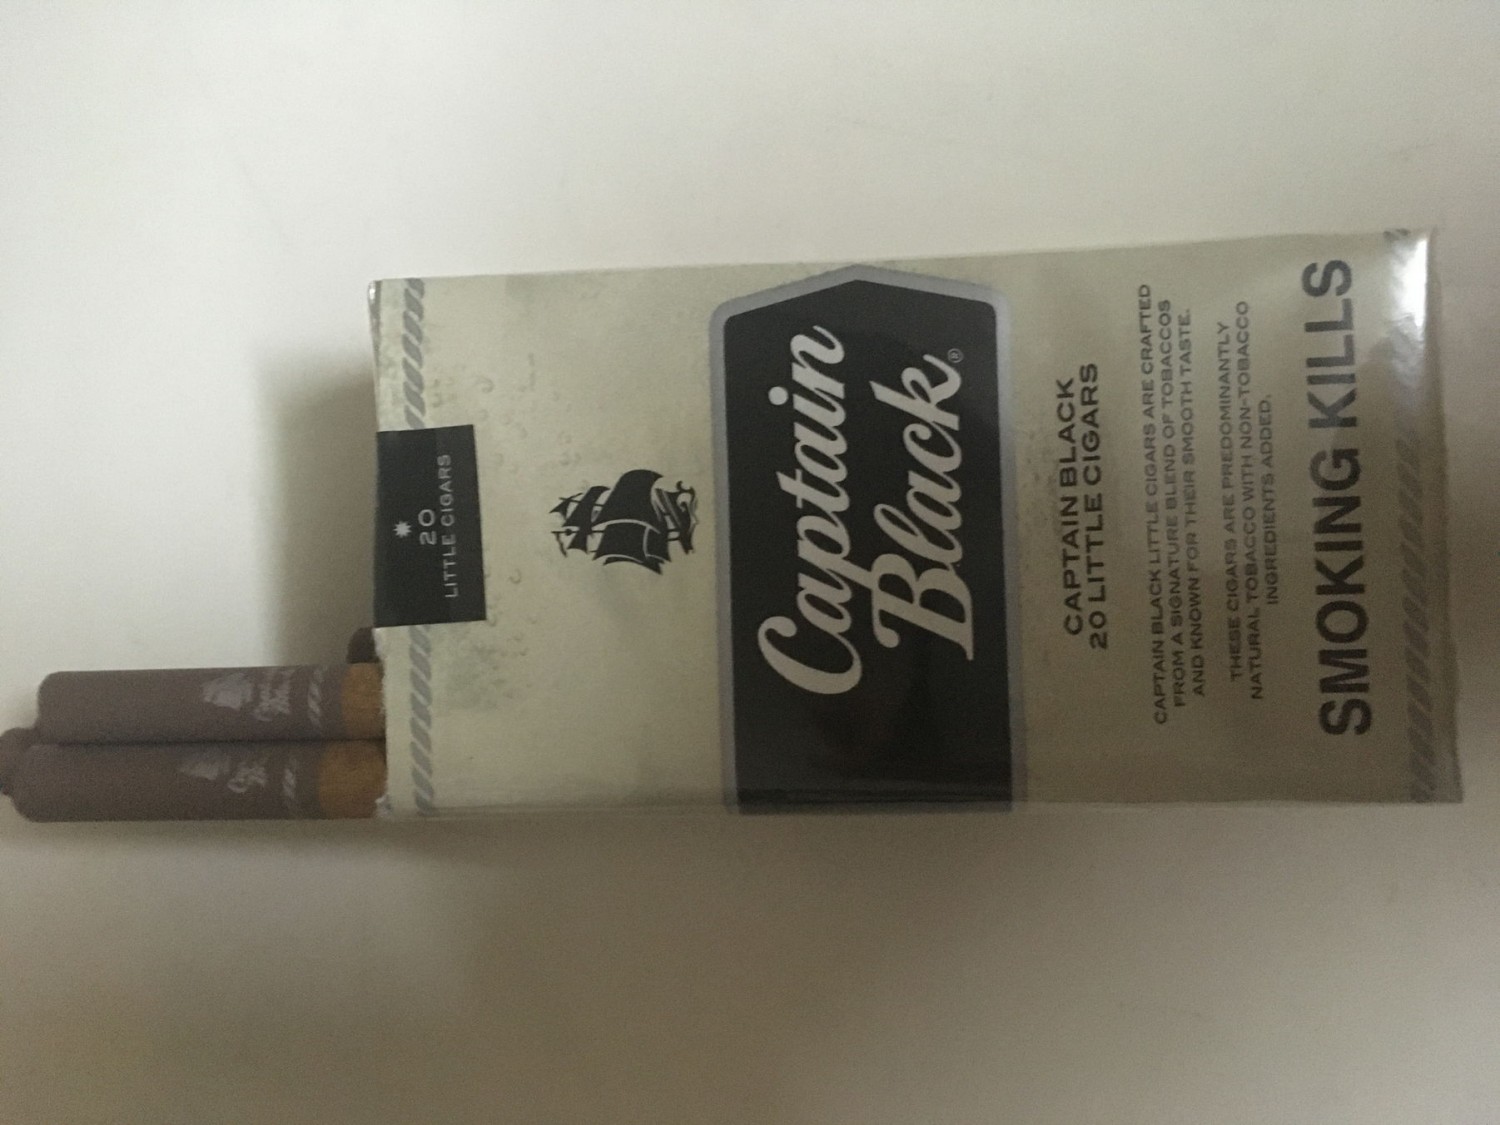 20
LITTLE CIGARS
Captain
Black®
CAPTAIN BLACK
20 LITTLE CIGARS
CAPTAIN BLACK LITTLE CIGARS ARE CRAFTED
FROM A SIGNATURE BLEND OF TOBACCOS
AND KNOWN FOR THEIR SMOOTH TASTE.
THESE CIGARS ARE PREDOMINANTLY
NATURAL TOBACCO WITH NON-TOBACCO
INGREDIENTS ADDED.
SMOKING KILLS